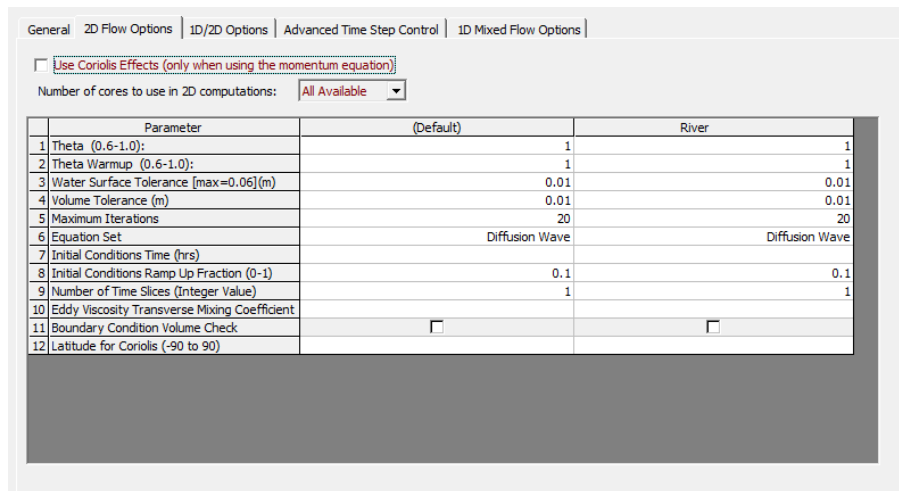 General 2D Flow Options 1D/2D Options Advanced Time Step Control 1D Mixed Flow Options
Use Coriolis Effects (only when using the momentum equation)
Number of cores to use in 2D computations: All Available
Parameter (Default) River
1 Theta (0.6-1.0): 1 1
2 Theta Warmup (0.6-1.0): 1 1
3 Water Surface Tolerance [max=0.06](m) 0.01 0.01
4 Volume Tolerance (m) 0.01 0.01
5 Maximum Iterations 20 20
6 Equation Set Diffusion Wave Diffusion Wave
7 Initial Conditions Time (hrs)
8 Initial Conditions Ramp Up Fraction (0-1) 0.1 0.1
9 Number of Time Slices (Integer Value) 1 1
10 Eddy Viscosity Transverse Mixing Coefficient
11 Boundary Condition Volume Check
12 Latitude for Coriolis (-90 to 90)